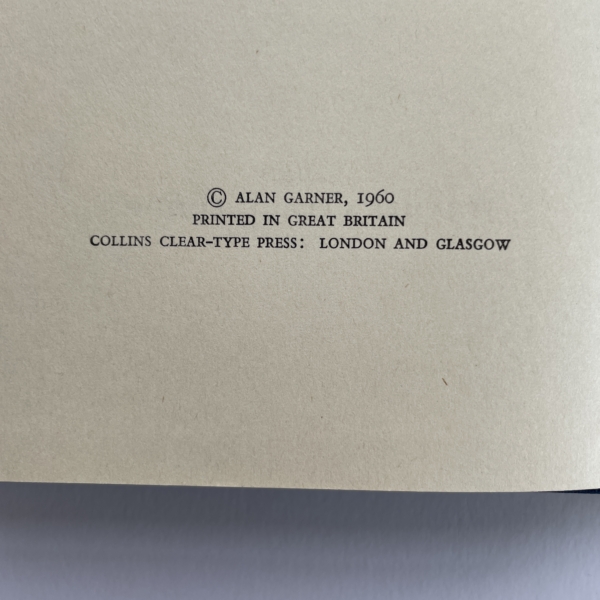 © ALAN GARNER, 1960
PRINTED IN GREAT BRITAIN
COLLINS CLEAR-TYPE PRESS: LONDON AND GLASGOW